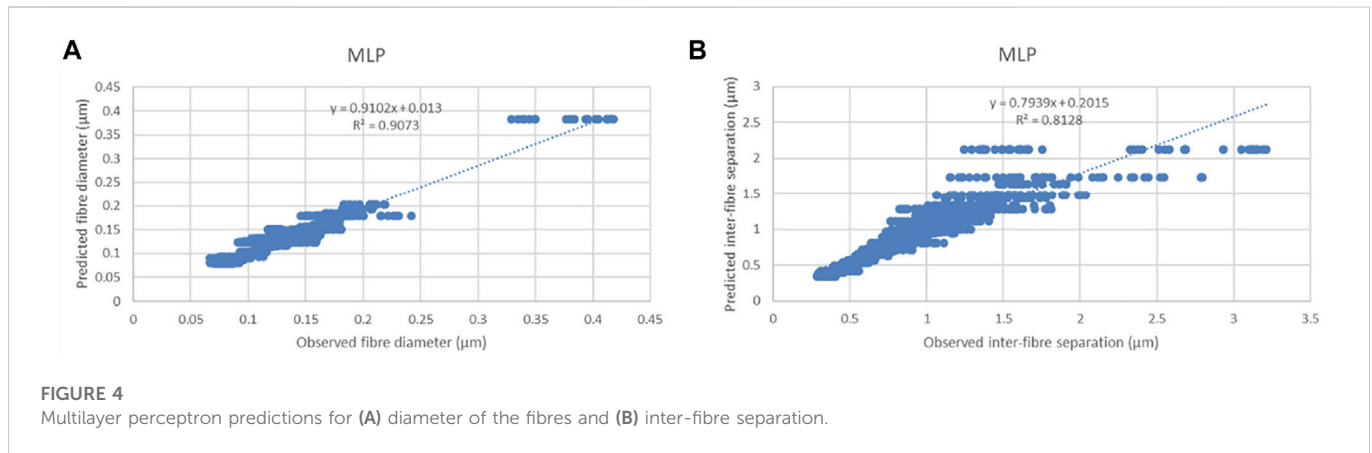 A
MLP
Predicted fibre diameter (µm)
0.45
0.4
0.35
0.3
0.25
0.2
0.15
0.1
0.05
0
y = 0.9102x + 0.013
R² = 0.9073
0 0.05 0.1 0.15 0.2 0.25 0.3 0.35 0.4 0.45
Observed fibre diameter (µm)
B
MLP
Predicted inter-fibre separation (µm)
3
2.5
2
1.5
1
0.5
0
y = 0.7939x + 0.2015
R² = 0.8128
0 0.5 1 1.5 2 2.5 3 3.5
Observed inter-fibre separation (µm)
FIGURE 4
Multilayer perceptron predictions for (A) diameter of the fibres and (B) inter-fibre separation.